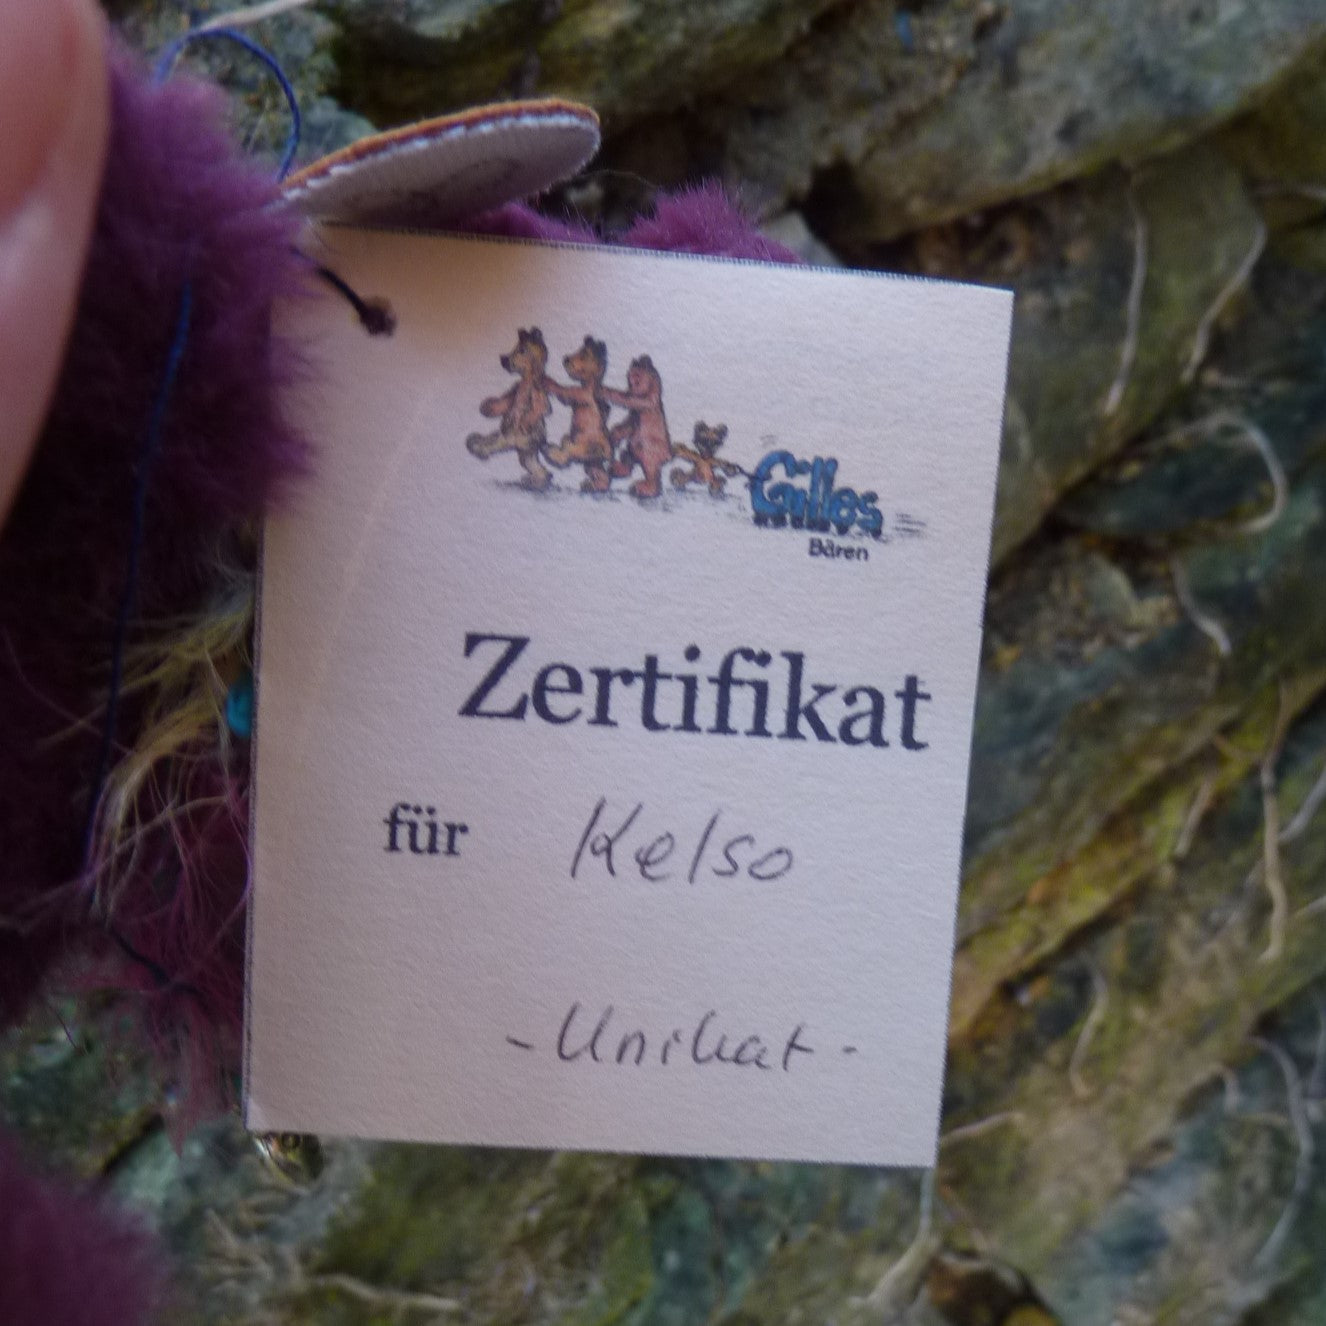 Gilles
Bären
Zertifikat
für Kelso
- Unikat -